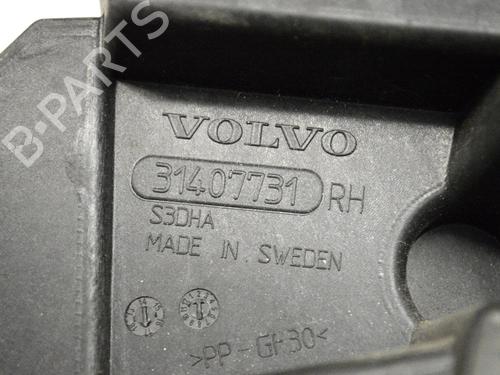 VOLVO
31407731 RH
S3DHA
MADE IN SWEDEN
>PP-GF30<
B-PARTS